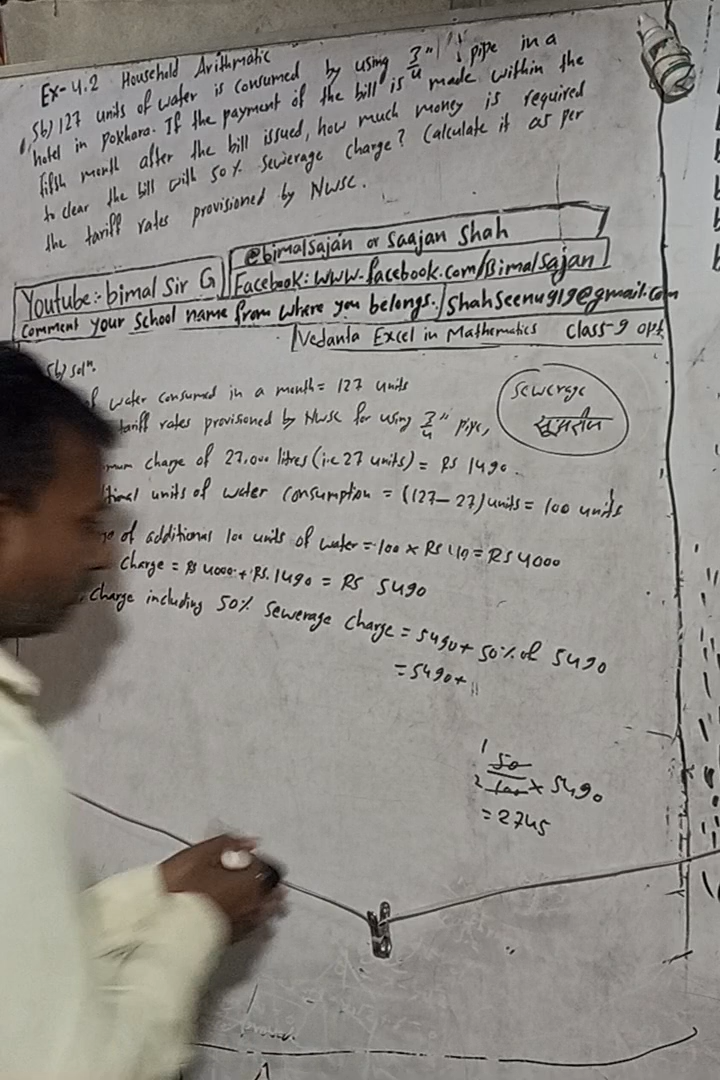 Ex-4.2 Household Arithmatic
5b) 127 units of water is consumed by using 3/4" pipe in a
hotel in pokhara. If the payment of the bill is made within the
fifth month after the bill issued, how much money is required
to clear the bill with 50% sewerage charge? Calculate it as per
the tariff rates provisioned by NWSC.
@bimalsajan or Saajan Shah
Youtube:- bimal Sir G
Facebook: www.facebook.com/Bimalsajan
Comment your school name from where you belongs.
Shahseenu919@gmail.com
Vedanta Excel in Mathematics Class-9 opt
5b) soln.
water consumed in a month = 127 units
Sewerage
tariff rates provisioned by NWSC for using 3/4" pipe,
mum charge of 27,000 litres (i.e 27 units) = RS 1490.
tional units of water consumption = (127-27) units = 100 units
of additional 100 units of water = 100 × RS 40 = RS 4000
charge = RS 4000 + RS. 1490 = RS 5490
charge including 50% sewerage charge = 5490 + 50% of 5490
= 5490 +
1 50
2 100 × 5490
= 2745